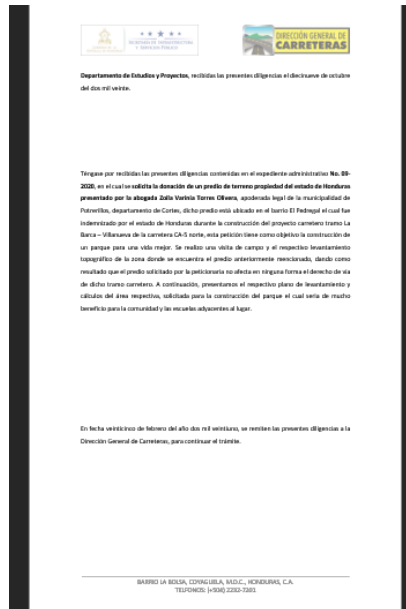 SECRETARÍA DE INFRAESTRUCTURA
Y SERVICIOS PÚBLICOS
DIRECCIÓN GENERAL DE
CARRETERAS
Departamento de Estudios y Proyectos, recibidas las presentes diligencias el diecinueve de octubre
del dos mil veinte.
Téngase por recibidas las presentes diligencias contenidas en el expediente administrativo No. 09-
2020, en el cual se solicita la donación de un predio de terreno propiedad del estado de Honduras
presentado por la abogada Zoila Varinia Torres Olivera, apoderada legal de la municipalidad de
Potrerillos, departamento de Cortes, dicho predio está ubicado en el barrio El Pedregal el cual fue
indemnizado por el estado de Honduras durante la construcción del proyecto carretero tramo La
Barca – Villanueva de la carretera CA-5 norte, esta petición tiene como objetivo la construcción de
un parque para una vida mejor. Se realizo una visita de campo y el respectivo levantamiento
topográfico de la zona donde se encuentra el predio anteriormente mencionado, dando como
resultado que el predio solicitado por la peticionaria no afecta en ninguna forma el derecho de vía
de dicho tramo carretero. A continuación, presentamos el respectivo plano de levantamiento y
cálculos del área respectiva, solicitada para la construcción del parque el cual seria de mucho
beneficio para la comunidad y las escuelas adyacentes al lugar.
En fecha veinticinco de febrero del año dos mil veintiuno, se remiten las presentes diligencias a la
Dirección General de Carreteras, para continuar el trámite.
BARRIO LA BOLSA, COYAGUELA, M.D.C., HONDURAS, C.A.
TELFONOS: (+504) 2232-7201